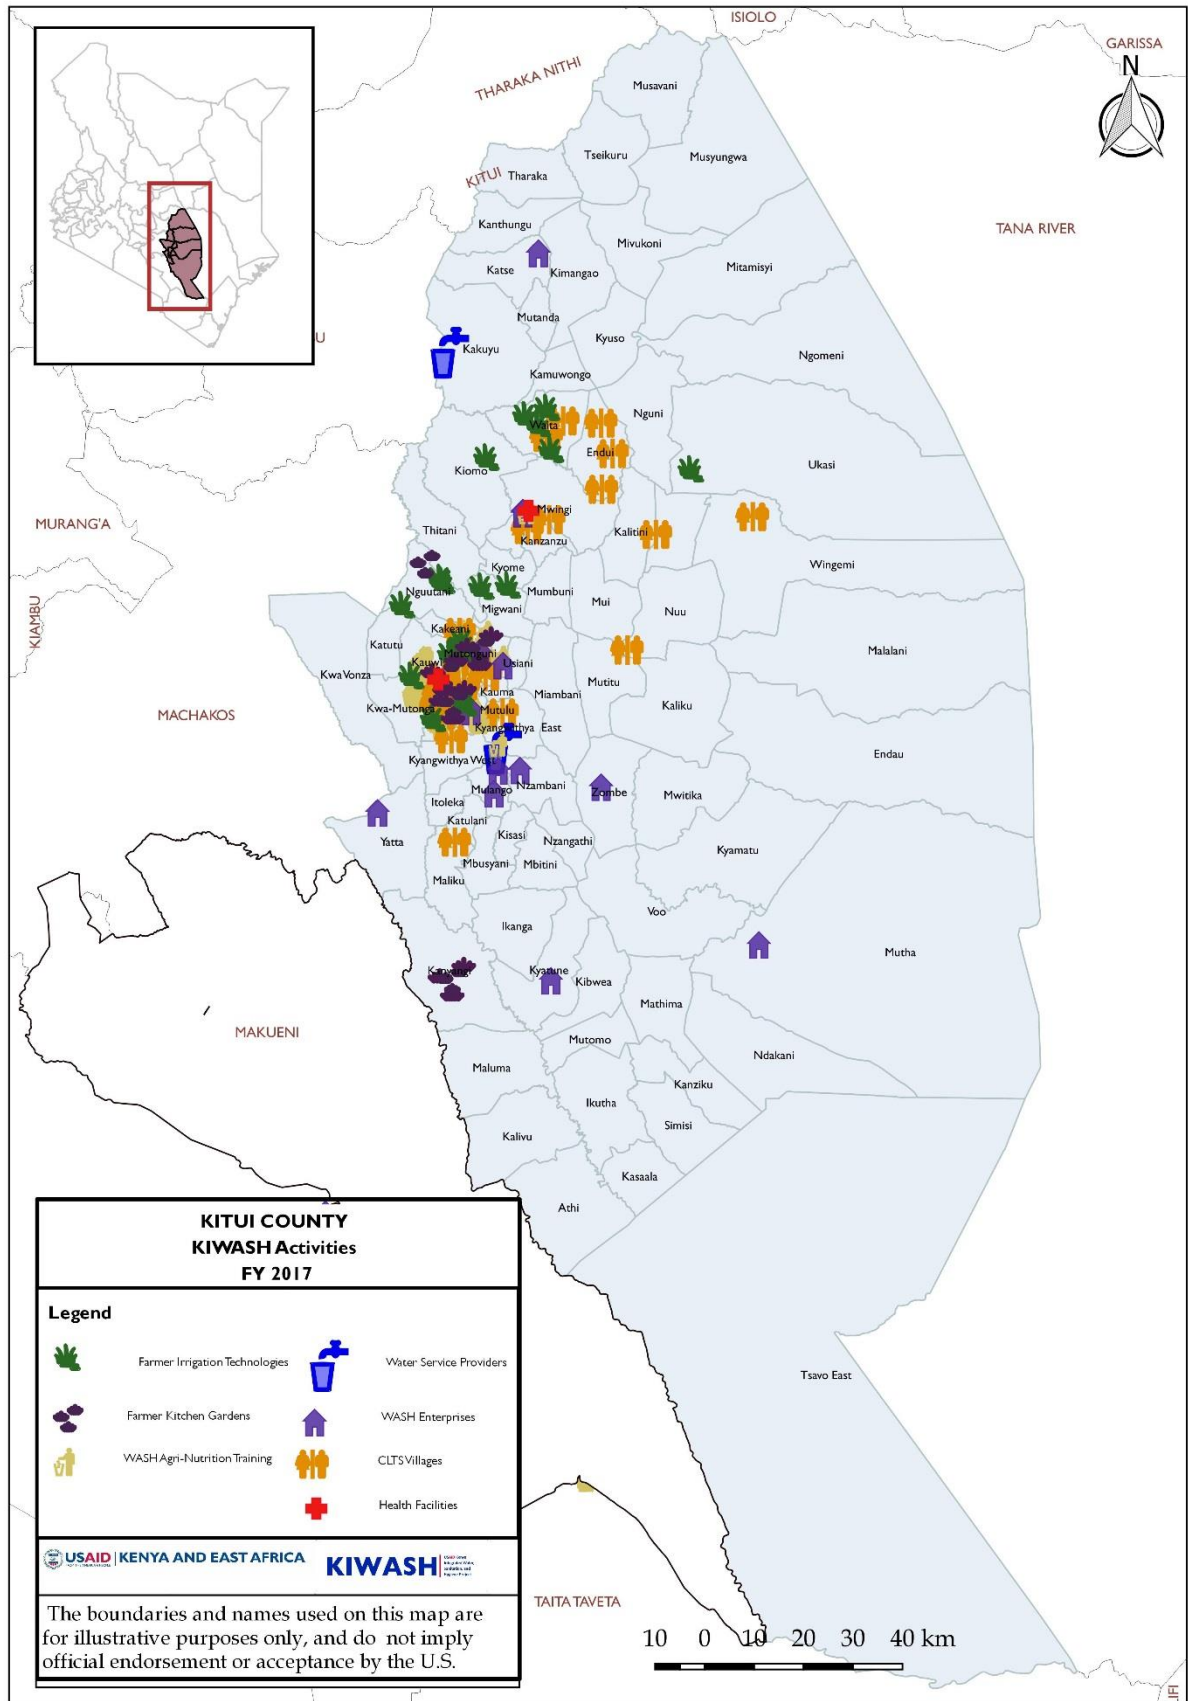 ISIOLO
GARISSA
N
THARAKA NITHI
Musavani
Tseikuru
Musyungwa
Tharaka
KITUI
Kanthungu
TANA RIVER
Mivukoni
Katse
Kimangao
Mitamisyi
Mutanda
U
Kyuso
Kakuyu
Ngomeni
Kamuwongo
Nguni
Waita
Endui
Ukasi
Kiomo
Mwingi
MURANG'A
Thitani
Kalitini
Kanzanzu
Kyome
Wingemi
Nguutani
Mumbuni
Migwani
Mui
Nuu
KIAMBU
Kakeani
Katutu
Mutonguni
Malalani
Kauwi
Usiani
Kwa Vonza
Mutitu
Kauma
Miambani
Kaliku
Kwa-Mutonga
Mutulu
MACHAKOS
Kyangwithya East
Endau
Kyangwithya West
Nzambani
Mulango
Zombe
Mwitika
Itoleka
Katulani
Kisasi
Nzangathi
Yatta
Kyamatu
Mbusyani
Mbitini
Maliku
Voo
Ikanga
Mutha
Kanyangi
Kyatune
Kibwea
Mathima
MAKUENI
Mutomo
Ndakani
Maluma
Kanziku
Ikutha
Simisi
Kalivu
Kasaala
Athi
Tsavo East
KITUI COUNTY
KIWASH Activities
FY 2017
Legend
Farmer Irrigation Technologies
Water Service Providers
Farmer Kitchen Gardens
WASH Enterprises
WASH Agri-Nutrition Training
CLTS Villages
Health Facilities
USAID | KENYA AND EAST AFRICA
KIWASH
The boundaries and names used on this map are
for illustrative purposes only, and do not imply
official endorsement or acceptance by the U.S.
TAITA TAVETA
10 0 10 20 30 40 km
IFI